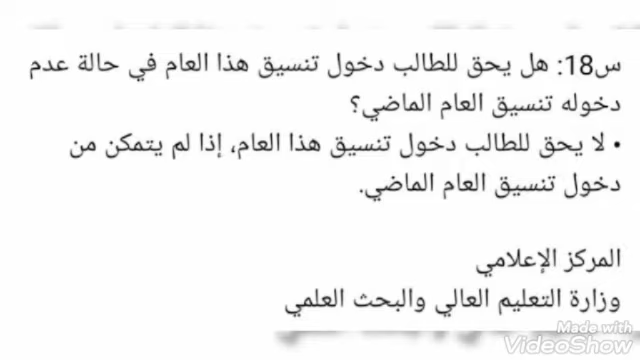 س18: هل يحق للطالب دخول تنسيق هذا العام في حالة عدم
دخوله تنسيق العام الماضي؟
• لا يحق للطالب دخول تنسيق هذا العام، إذا لم يتمكن من
دخول تنسيق العام الماضي.
المركز الإعلامي
وزارة التعليم العالي والبحث العلمي
Made with
VideoShow